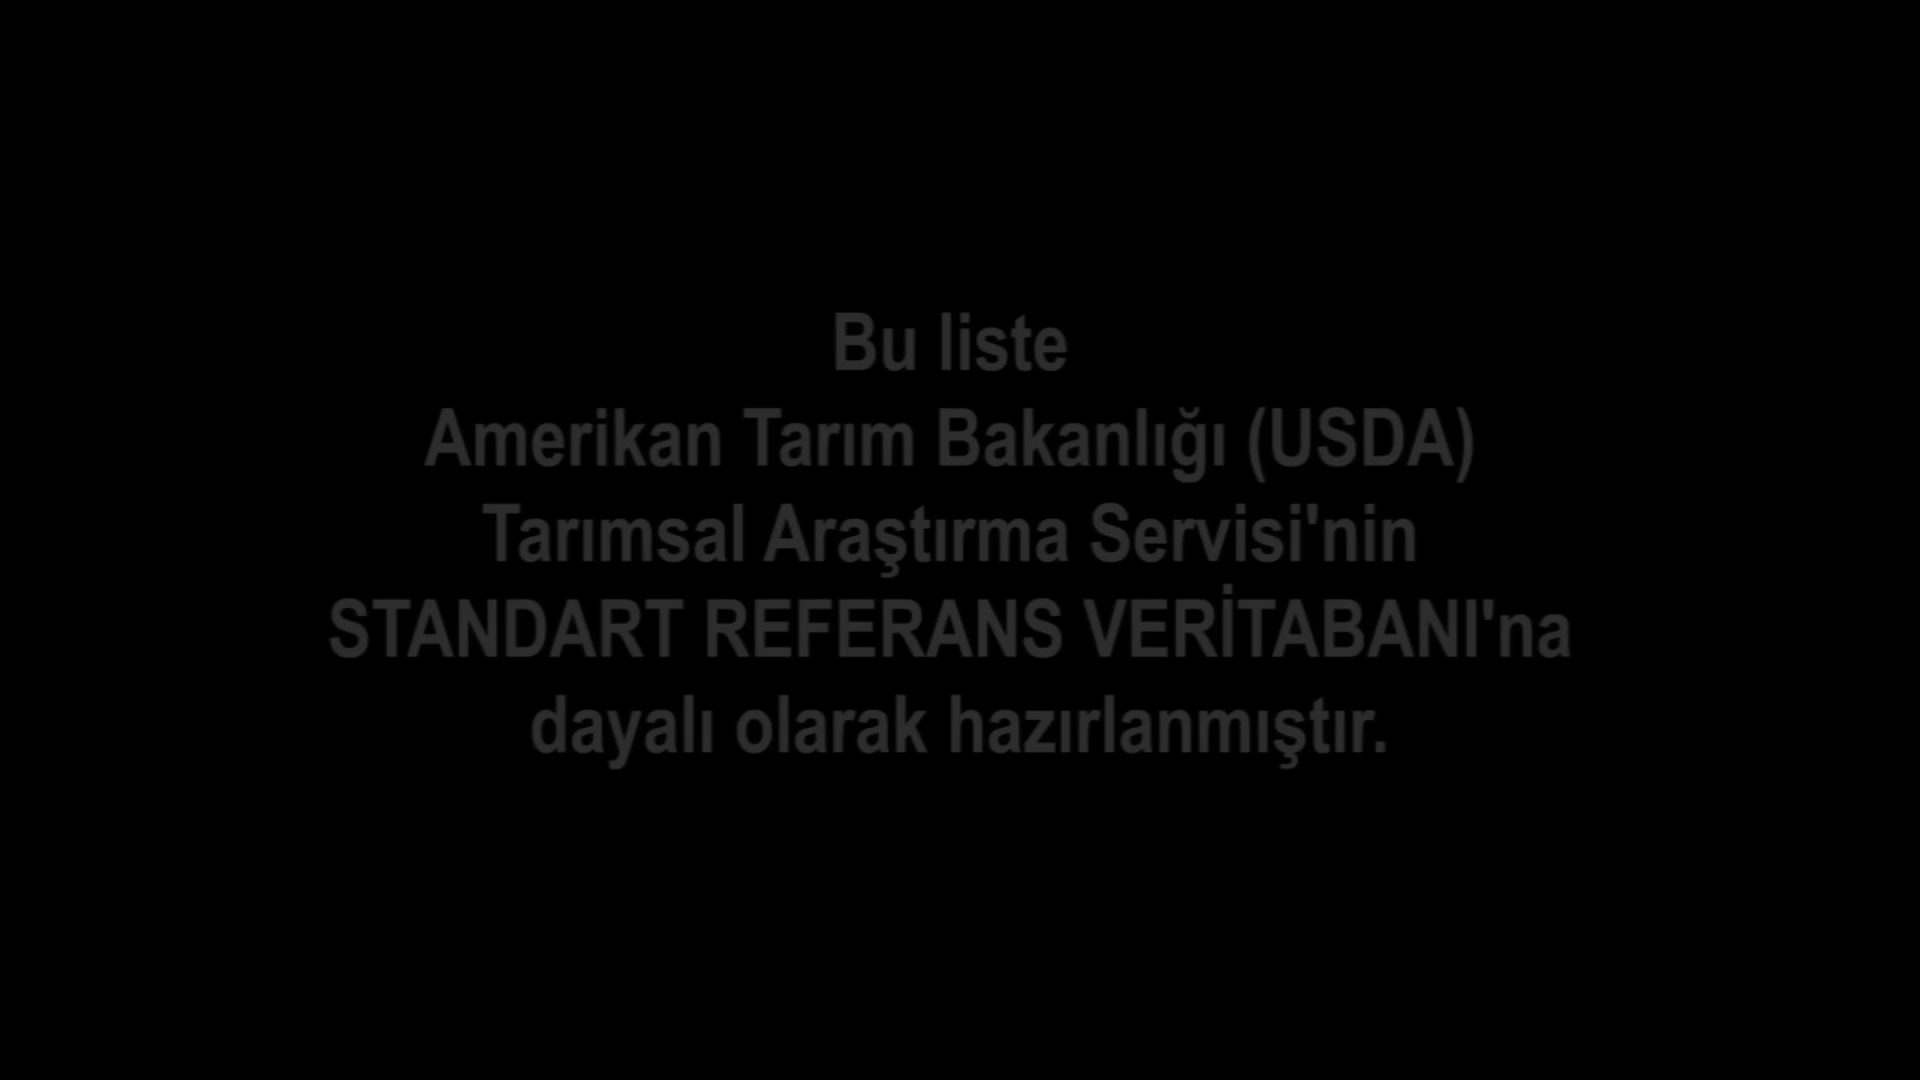 Bu liste
Amerikan Tarım Bakanlığı (USDA)
Tarımsal Araştırma Servisi'nin
STANDART REFERANS VERİTABANI'na
dayalı olarak hazırlanmıştır.